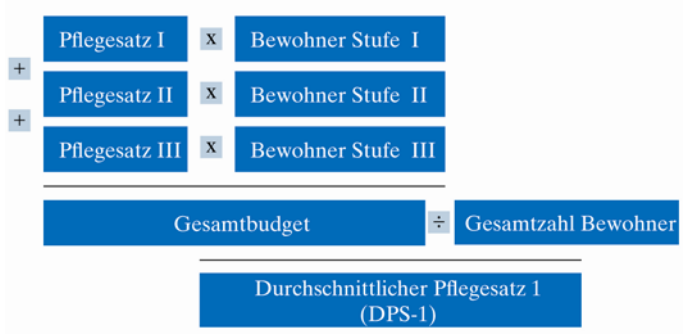 Pflegesatz I x Bewohner Stufe I
+
Pflegesatz II x Bewohner Stufe II
+
Pflegesatz III x Bewohner Stufe III
Gesamtbudget ÷ Gesamtzahl Bewohner
Durchschnittlicher Pflegesatz 1
(DPS-1)